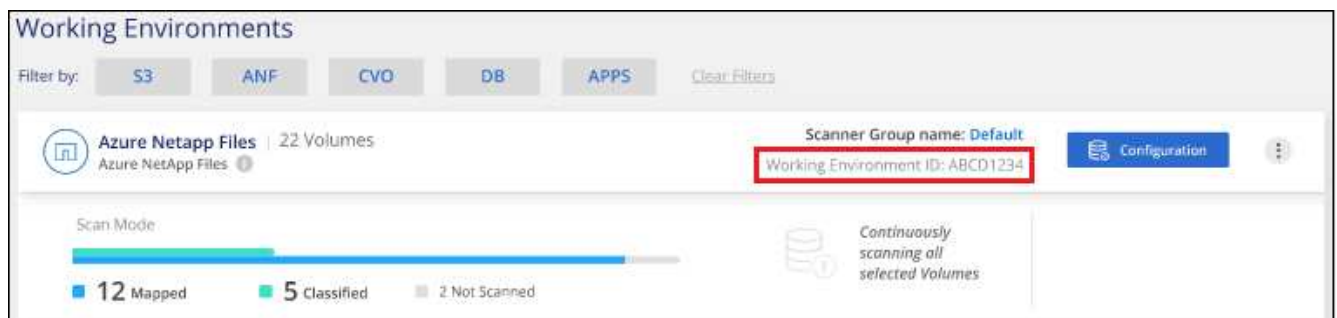 Working Environments
Filter by: S3 ANF CVO DB APPS Clear Filters
Azure Netapp Files | 22 Volumes
Azure NetApp Files
Scanner Group name: Default
Working Environment ID: ABCD1234
Configuration
Scan Mode
12 Mapped 5 Classified 2 Not Scanned
Continuously
scanning all
selected Volumes